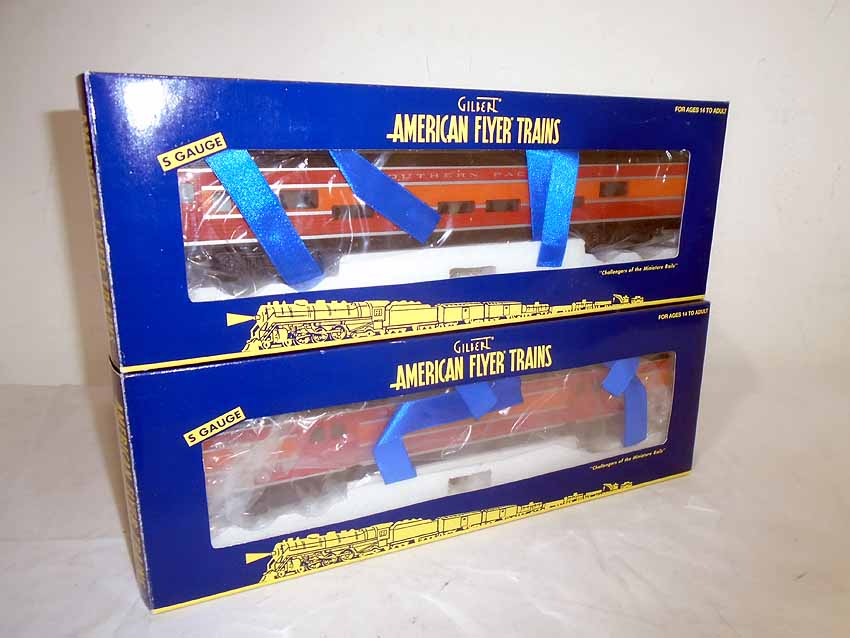 GILBERT
AMERICAN FLYER TRAINS
FOR AGES 14 TO ADULT
S GAUGE
"Challengers of the Miniature Rails"
GILBERT
AMERICAN FLYER TRAINS
FOR AGES 14 TO ADULT
S GAUGE
"Challengers of the Miniature Rails"